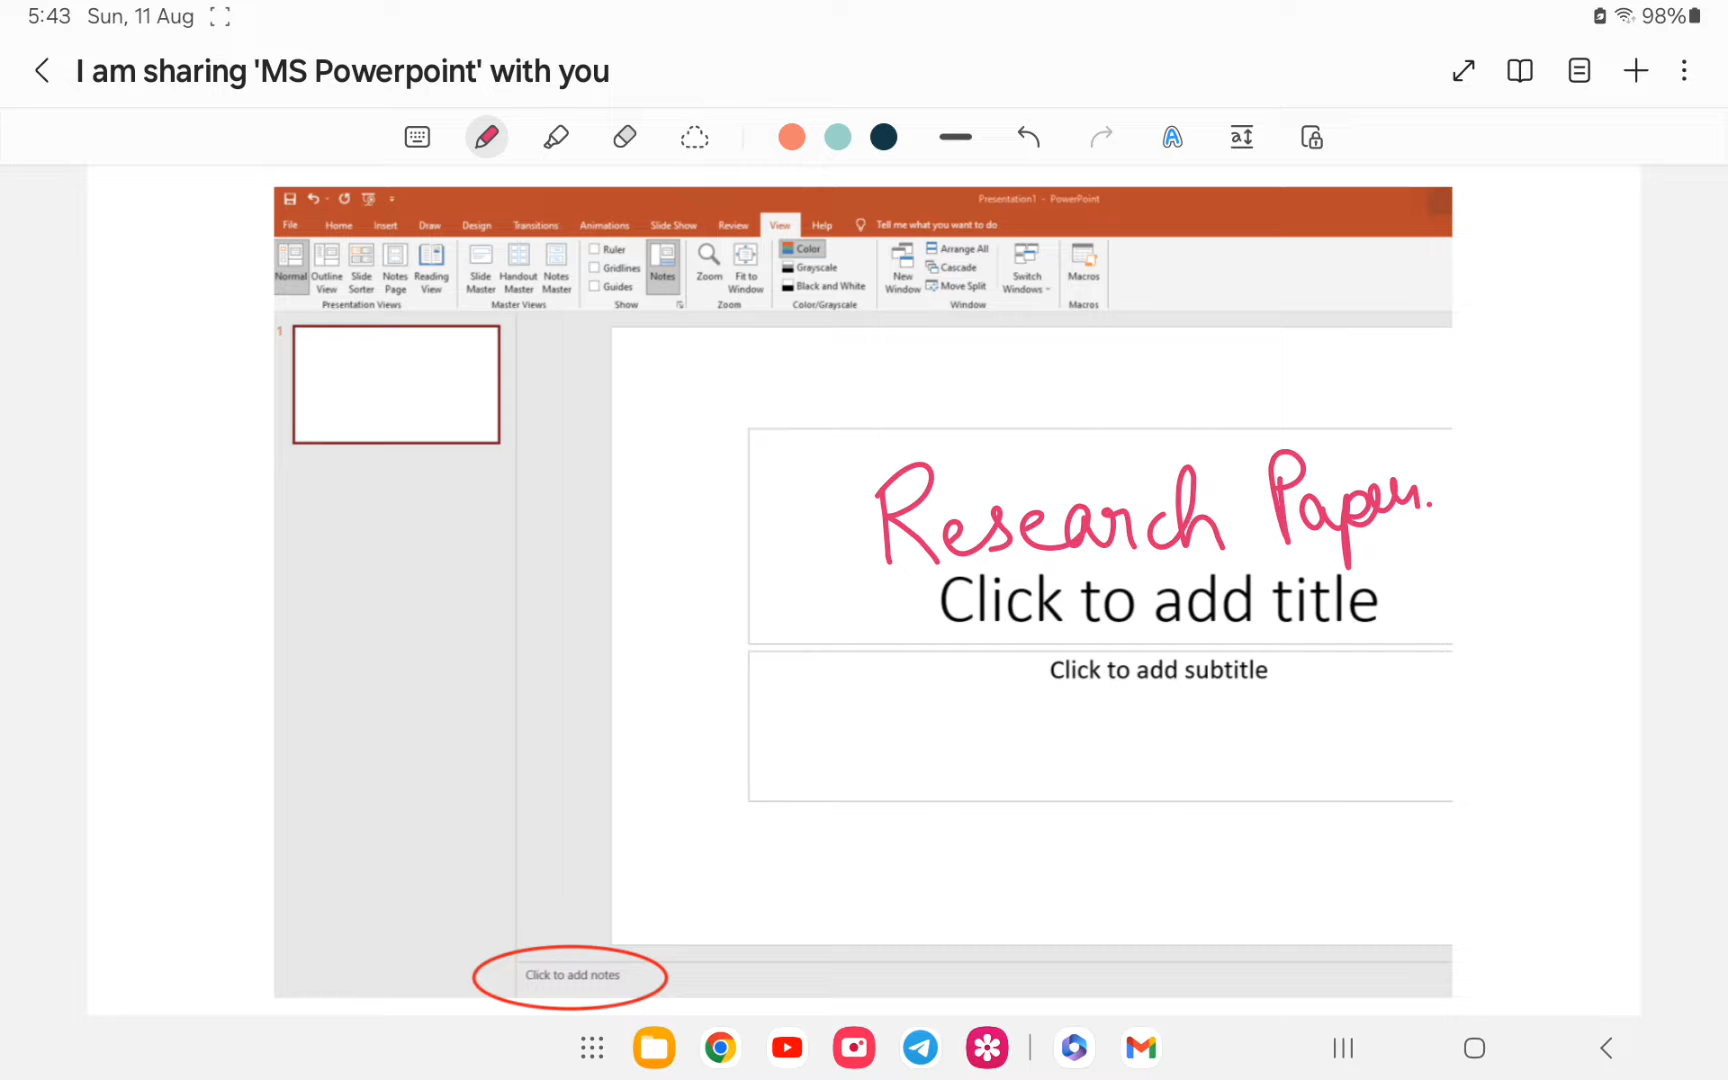 5:43 Sun, 11 Aug 98%
I am sharing 'MS Powerpoint' with you
Presentation1 - PowerPoint
File Home Insert Draw Design Transitions Animations Slide Show Review View Help Tell me what you want to do
Normal Outline View Slide Sorter Notes Page Reading View
Presentation Views
Slide Master Handout Master Notes Master
Master Views
Ruler
Gridlines
Guides
Show
Notes
Zoom Fit to Window
Zoom
Color
Grayscale
Black and White
Color/Grayscale
New Window
Arrange All
Cascade
Move Split
Switch Windows
Window
Macros
Macros
1
Research Paper.
Click to add title
Click to add subtitle
Click to add notes